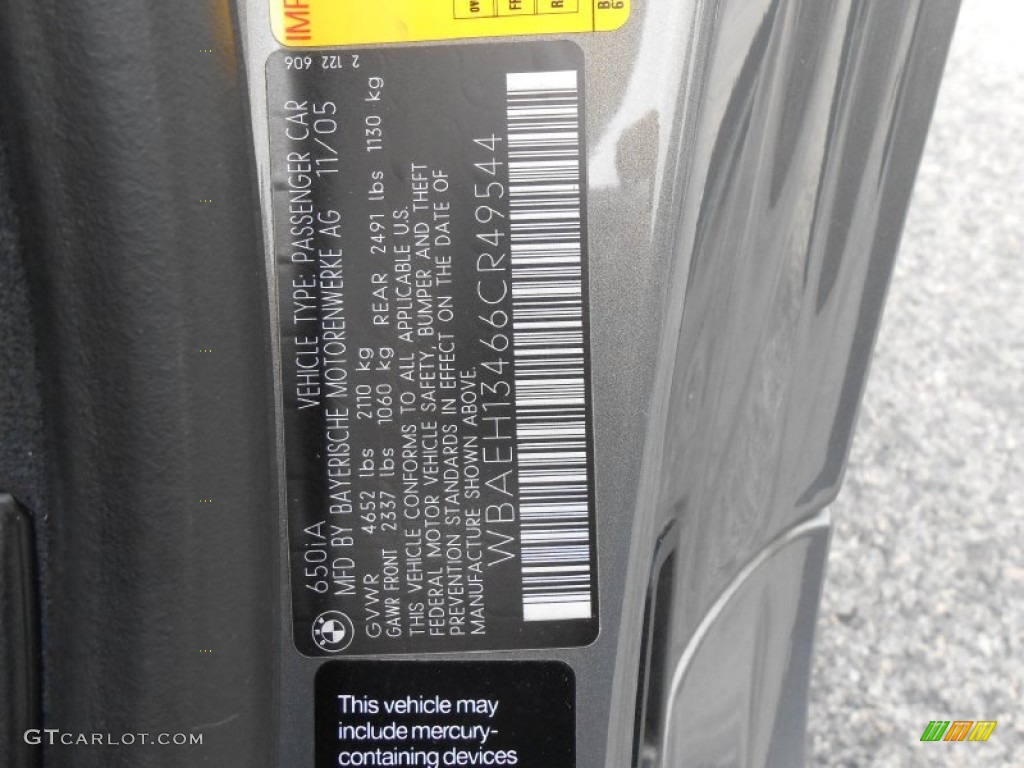 650IA VEHICLE TYPE: PASSENGER CAR 2 122 606
MFD BY BAYERISCHE MOTORENWERKE AG 11/05
GVWR 4652 lbs 2110 kg
GAWR FRONT 2337 lbs 1060 kg REAR 2491 lbs 1130 kg
THIS VEHICLE CONFORMS TO ALL APPLICABLE U.S.
FEDERAL MOTOR VEHICLE SAFETY, BUMPER AND THEFT
PREVENTION STANDARDS IN EFFECT ON THE DATE OF
MANUFACTURE SHOWN ABOVE.
WBAEH13466CR49544
This vehicle may
include mercury-
containing devices
GTCARLOT.COM